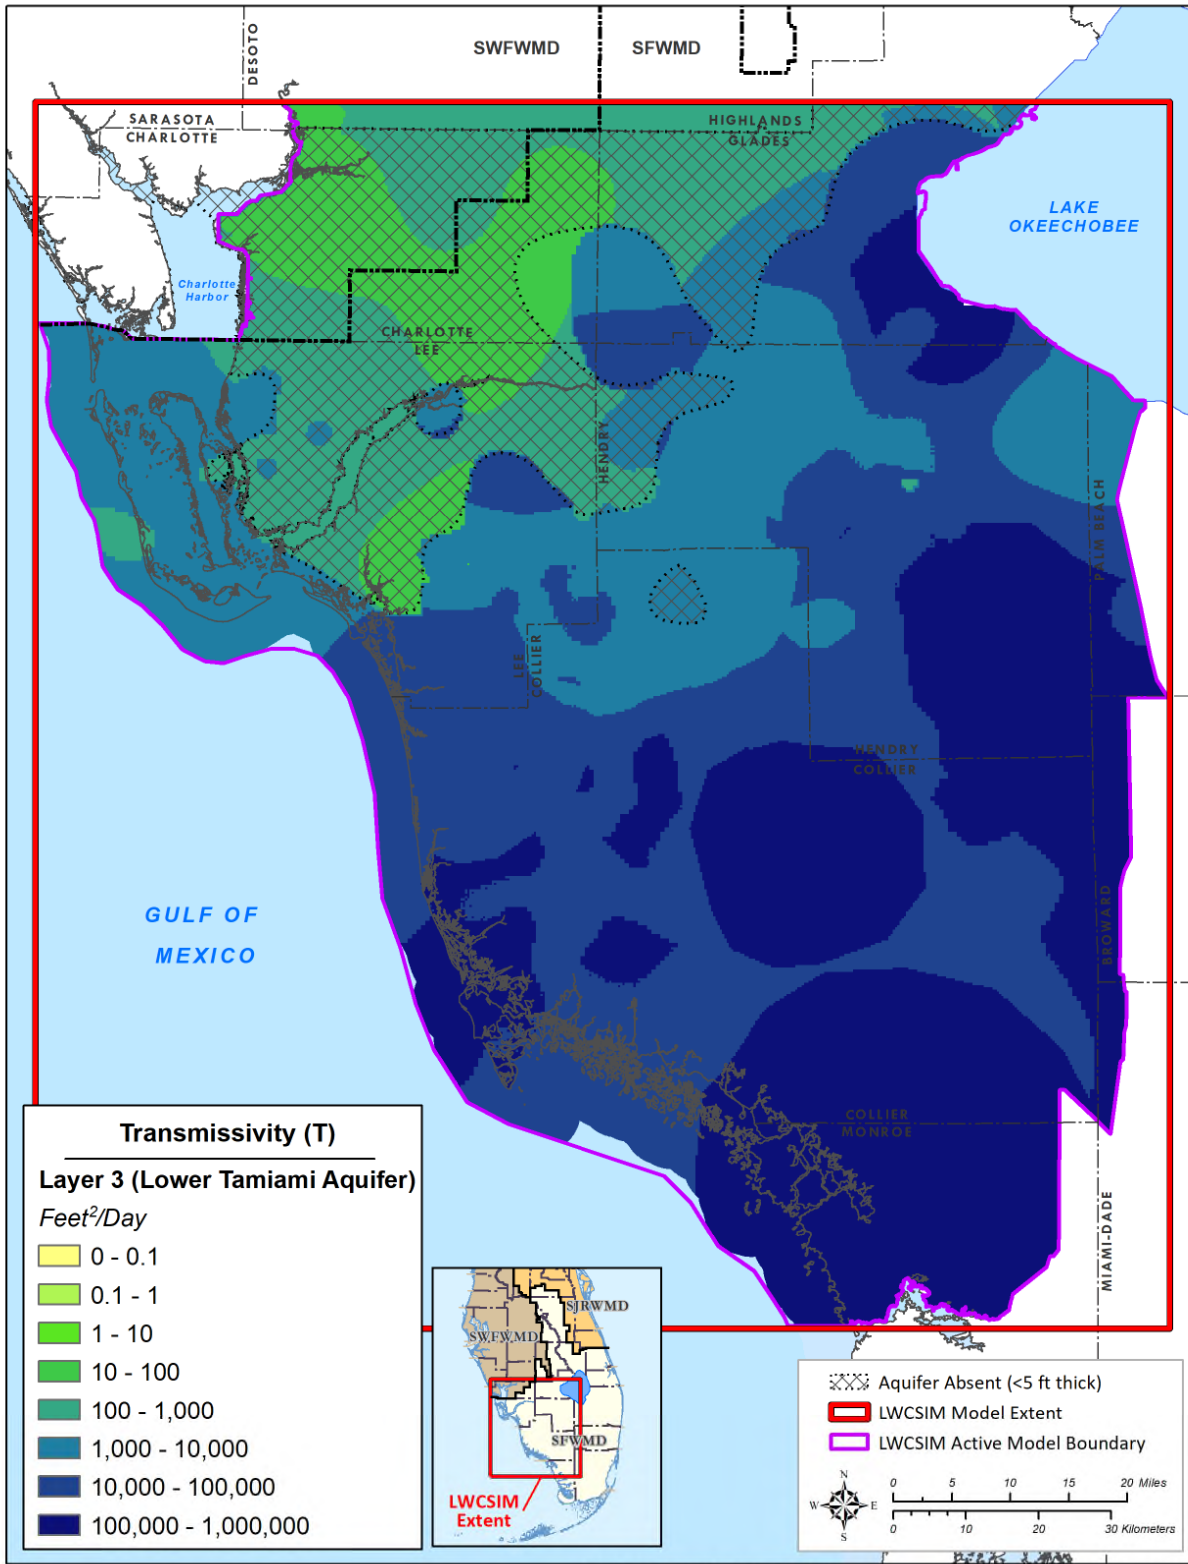 DESOTO
SWFWMD
SFWMD
SARASOTA
CHARLOTTE
HIGHLANDS
GLADES
LAKE
OKEECHOBEE
Charlotte
Harbor
CHARLOTTE
LEE
HENDRY
PALM BEACH
LEE
COLLIER
HENDRY
COLLIER
GULF OF
MEXICO
BROWARD
COLLIER
MONROE
MIAMI-DADE
Transmissivity (T)
Layer 3 (Lower Tamiami Aquifer)
Feet²/Day
0 - 0.1
0.1 - 1
1 - 10
10 - 100
100 - 1,000
1,000 - 10,000
10,000 - 100,000
100,000 - 1,000,000
SJRWMD
SWFWMD
SFWMD
LWCSIM
Extent
Aquifer Absent (<5 ft thick)
LWCSIM Model Extent
LWCSIM Active Model Boundary
N
W E
S
0 5 10 15 20 Miles
0 10 20 30 Kilometers